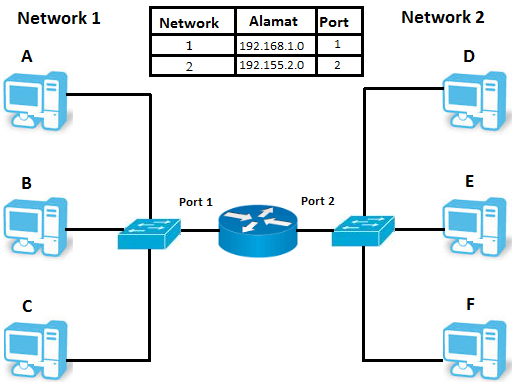 Network 1
Network 2
Network Alamat Port
1 192.168.1.0 1
2 192.155.2.0 2
A
D
B
E
Port 1
Port 2
C
F